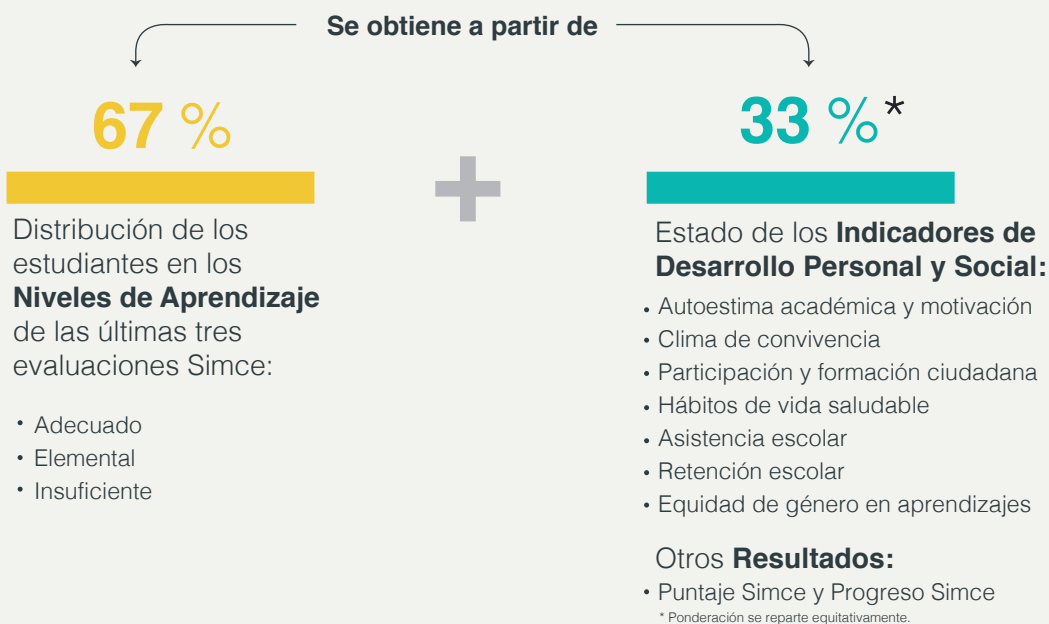 Se obtiene a partir de
67 %
Distribución de los
estudiantes en los
Niveles de Aprendizaje
de las últimas tres
evaluaciones Simce:
• Adecuado
• Elemental
• Insuficiente
+
33 %*
Estado de los Indicadores de
Desarrollo Personal y Social:
• Autoestima académica y motivación
• Clima de convivencia
• Participación y formación ciudadana
• Hábitos de vida saludable
• Asistencia escolar
• Retención escolar
• Equidad de género en aprendizajes
Otros Resultados:
• Puntaje Simce y Progreso Simce
* Ponderación se reparte equitativamente.